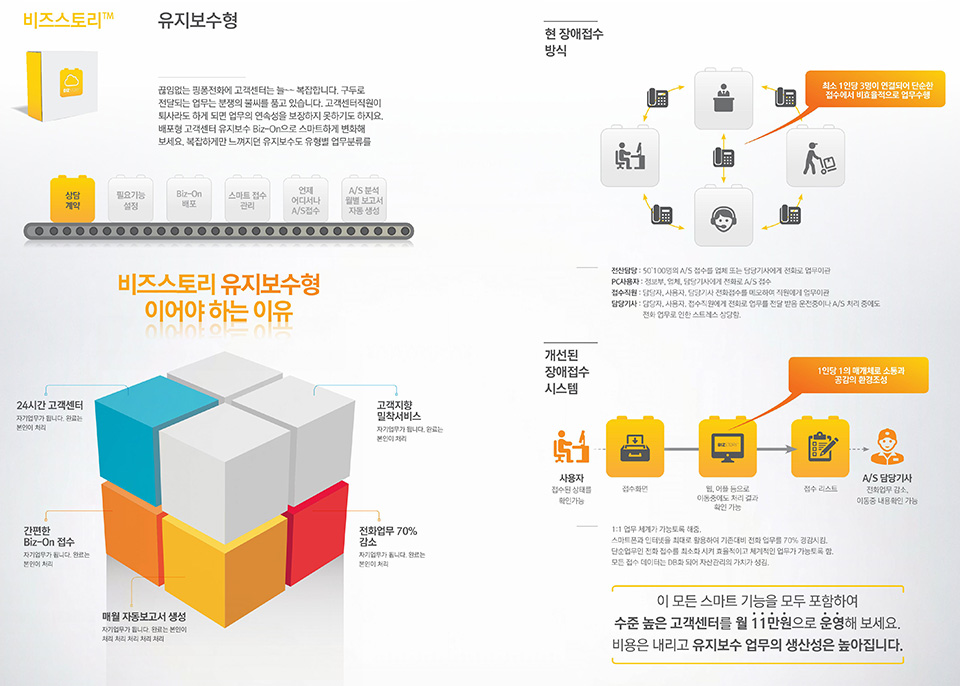 비즈스토리™
유지보수형
끊임없는 핑퐁전화에 고객센터는 늘~~ 복잡합니다. 구두로
전달되는 업무는 분쟁의 불씨를 품고 있습니다. 고객센터직원이
퇴사라도 하게 되면 업무의 연속성을 보장하지 못하기도 하지요.
배포형 고객센터 유지보수 Biz-On으로 스마트하게 변화해
보세요. 복잡하게만 느껴지던 유지보수도 유형별 업무분류를
상담
계약
필요기능
설정
Biz-On
배포
스마트 접수
관리
언제
어디서나
A/S접수
A/S 분석
월별 보고서
자동 생성
비즈스토리 유지보수형
이어야 하는 이유
24시간 고객센터
자기업무가 됩니다. 완료는
본인이 처리
고객지향
밀착서비스
자기업무가 됩니다. 완료는
본인이 처리
간편한
Biz-On 접수
자기업무가 됩니다. 완료는
본인이 처리
전화업무 70%
감소
자기업무가 됩니다. 완료는
본인이 처리
매월 자동보고서 생성
자기업무가 됩니다. 완료는 본인이
처리 처리 처리 처리 처리
현 장애접수
방식
최소 1인당 3명이 연결되어 단순한
접수에서 비효율적으로 업무수행
전산담당 : 50~100명의 A/S 접수를 업체 또는 담당기사에게 전화로 업무이관
PC사용자 : 정보부, 업체, 담당기사에게 전화로 A/S 접수
접수직원 : 담당자, 사용자, 담당기사 전화접수를 메모하여 직원에게 업무이관
담당기사 : 담당자, 사용자, 접수직원에게 전화로 업무를 전달 받음 운전중이나 A/S 처리 중에도
전화 업무로 인한 스트레스 상당함.
개선된
장애접수
시스템
1인당 1의 매개체로 소통과
공감의 환경조성
사용자
접수된 상태를
확인가능
접수화면
웹, 어플 등으로
이동중에도 처리 결과
확인 가능
접수 리스트
A/S 담당기사
전화업무 감소,
이동중 내용확인 가능
1:1 업무 체계가 가능토록 해줌.
스마트폰과 인터넷을 최대로 활용하여 기존대비 전화 업무를 70% 경감시킴.
단순업무인 전화 접수를 최소화 시켜 효율적이고 체계적인 업무가 가능토록 함.
모든 접수 데이터는 DB화 되어 자산관리의 가치가 생김.
이 모든 스마트 기능을 모두 포함하여
수준 높은 고객센터를 월 11만원으로 운영해 보세요.
비용은 내리고 유지보수 업무의 생산성은 높아집니다.